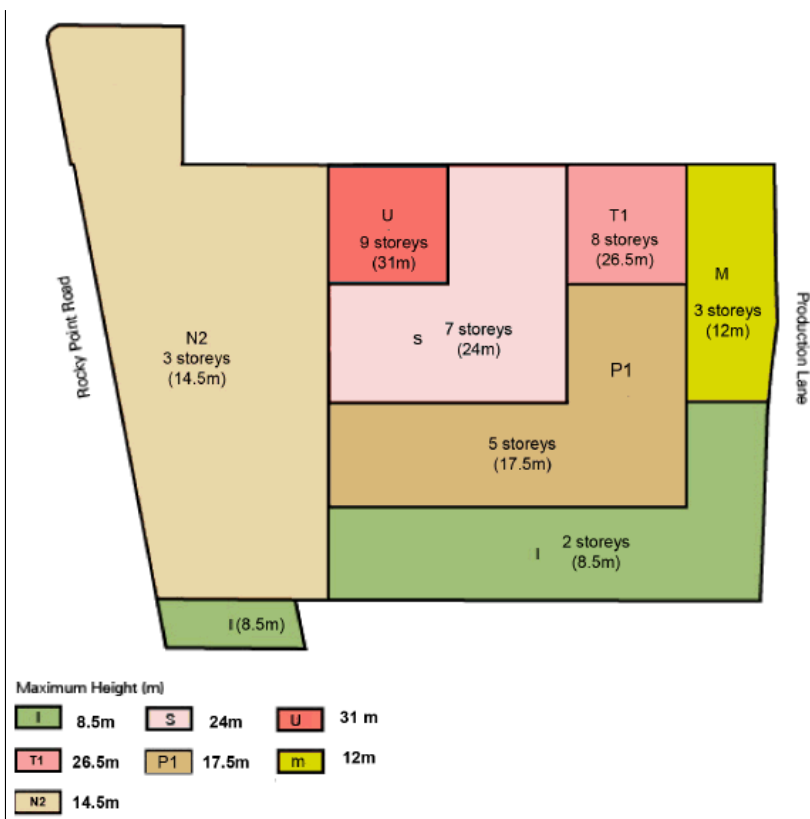 U
9 storeys
(31m)
T1
8 storeys
(26.5m)
M
3 storeys
(12m)
Rocky Point Road
Production Lane
N2
3 storeys
(14.5m)
s 7 storeys
(24m)
P1
5 storeys
(17.5m)
I 2 storeys
(8.5m)
I (8.5m)
Maximum Height (m)
I 8.5m S 24m U 31 m
T1 26.5m P1 17.5m m 12m
N2 14.5m